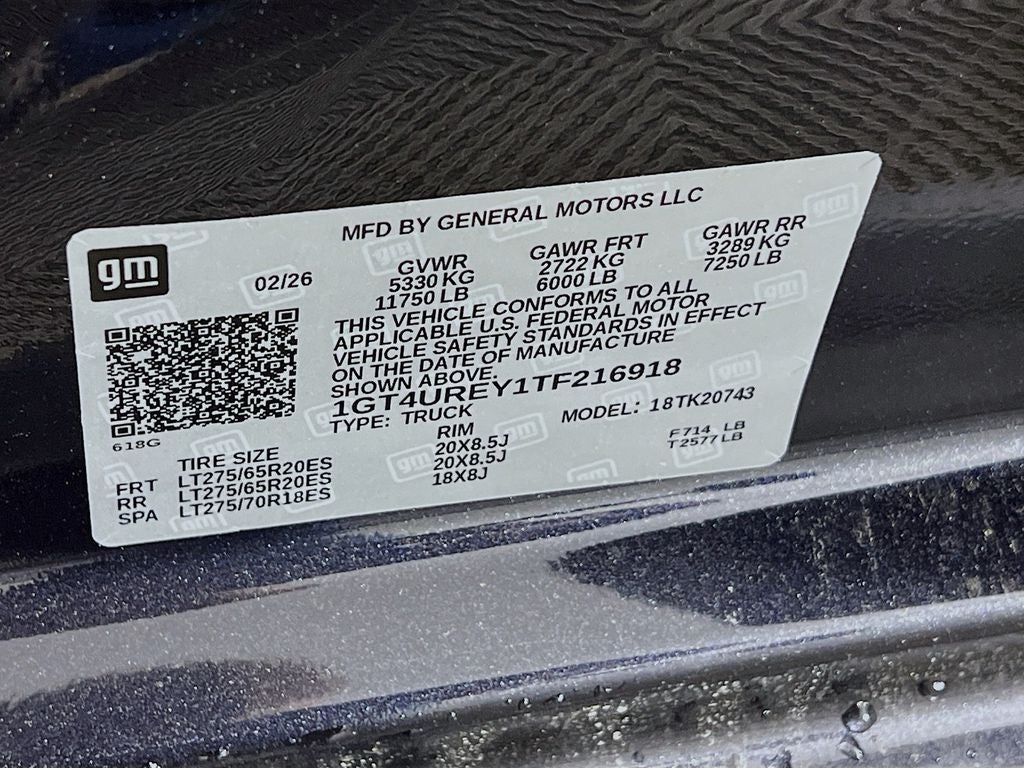 MFD BY GENERAL MOTORS LLC
gm
02/26
GVWR GAWR FRT GAWR RR
5330 KG 2722 KG 3289 KG
11750 LB 6000 LB 7250 LB
THIS VEHICLE CONFORMS TO ALL
APPLICABLE U.S. FEDERAL MOTOR
VEHICLE SAFETY STANDARDS IN EFFECT
ON THE DATE OF MANUFACTURE
SHOWN ABOVE.
1GT4UREY1TF216918
TYPE: TRUCK MODEL: 18TK20743
618G
TIRE SIZE RIM F714 LB
T2577 LB
FRT LT275/65R20ES 20X8.5J
RR LT275/65R20ES 20X8.5J
SPA LT275/70R18ES 18X8J